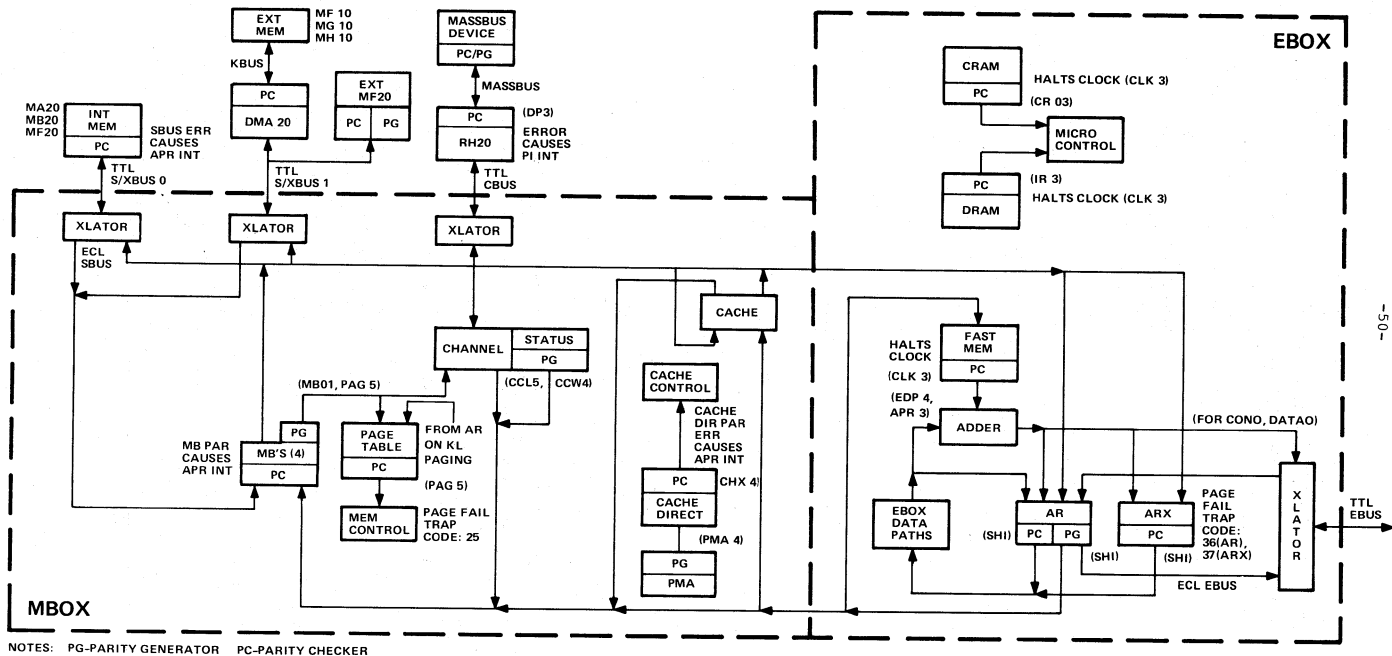 EXT
MEM
MF 10
MG 10
MH 10
KBUS
PC
DMA 20
EXT
MF20
PC
PG
MASSBUS
DEVICE
PC/PG
MASSBUS
PC
RH20
(DP3)
ERROR
CAUSES
PI INT
MA20
MB20
MF20
INT
MEM
PC
SBUS ERR
CAUSES
APR INT
TTL
S/XBUS 0
TTL
S/XBUS 1
TTL
CBUS
XLATOR
XLATOR
XLATOR
ECL
SBUS
CACHE
CHANNEL
STATUS
PG
(CCL5, CCW4)
(MB01, PAG 5)
PG
MB'S (4)
PC
MB PAR
CAUSES
APR INT
PAGE
TABLE
PC
FROM AR
ON KL
PAGING
(PAG 5)
MEM
CONTROL
PAGE FAIL
TRAP
CODE: 25
CACHE
CONTROL
CACHE
DIR PAR
ERR
CAUSES
APR INT
PC
CACHE
DIRECT
CHX 4)
(PMA 4)
PG
PMA
MBOX
EBOX
CRAM
PC
HALTS CLOCK (CLK 3)
(CR 03)
MICRO
CONTROL
PC
DRAM
(IR 3)
HALTS CLOCK (CLK 3)
FAST
MEM
PC
HALTS
CLOCK
(CLK 3)
(EDP 4,
APR 3)
ADDER
(FOR CONO, DATAO)
EBOX
DATA
PATHS
AR
PC
PG
(SHI)
(SHI)
ARX
PC
(SHI)
PAGE
FAIL
TRAP
CODE:
36(AR),
37(ARX)
ECL EBUS
XLATOR
TTL
EBUS
-50-
NOTES: PG-PARITY GENERATOR PC-PARITY CHECKER